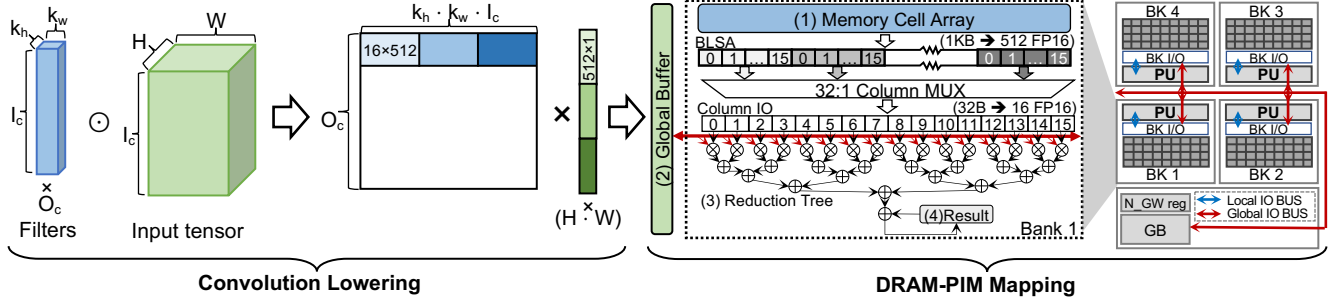 k_h
k_w
W
H
I_c
I_c
⊙
×
O_c
Filters
Input tensor
k_h · k_w · I_c
16×512
O_c
×
512×1
×
(H · W)
Convolution Lowering
(2) Global Buffer
(1) Memory Cell Array
BLSA
(1KB ➔ 512 FP16)
0 1 ... 15 0 1 ... 15 0 1 ... 15
32:1 Column MUX
Column IO
(32B ➔ 16 FP16)
0 1 2 3 4 5 6 7 8 9 10 11 12 13 14 15
(3) Reduction Tree
(4)Result
Bank 1
BK 4
BK 3
BK I/O
BK I/O
PU
PU
PU
PU
BK I/O
BK I/O
BK 1
BK 2
N_GW reg
GB
Local IO BUS
Global IO BUS
DRAM-PIM Mapping